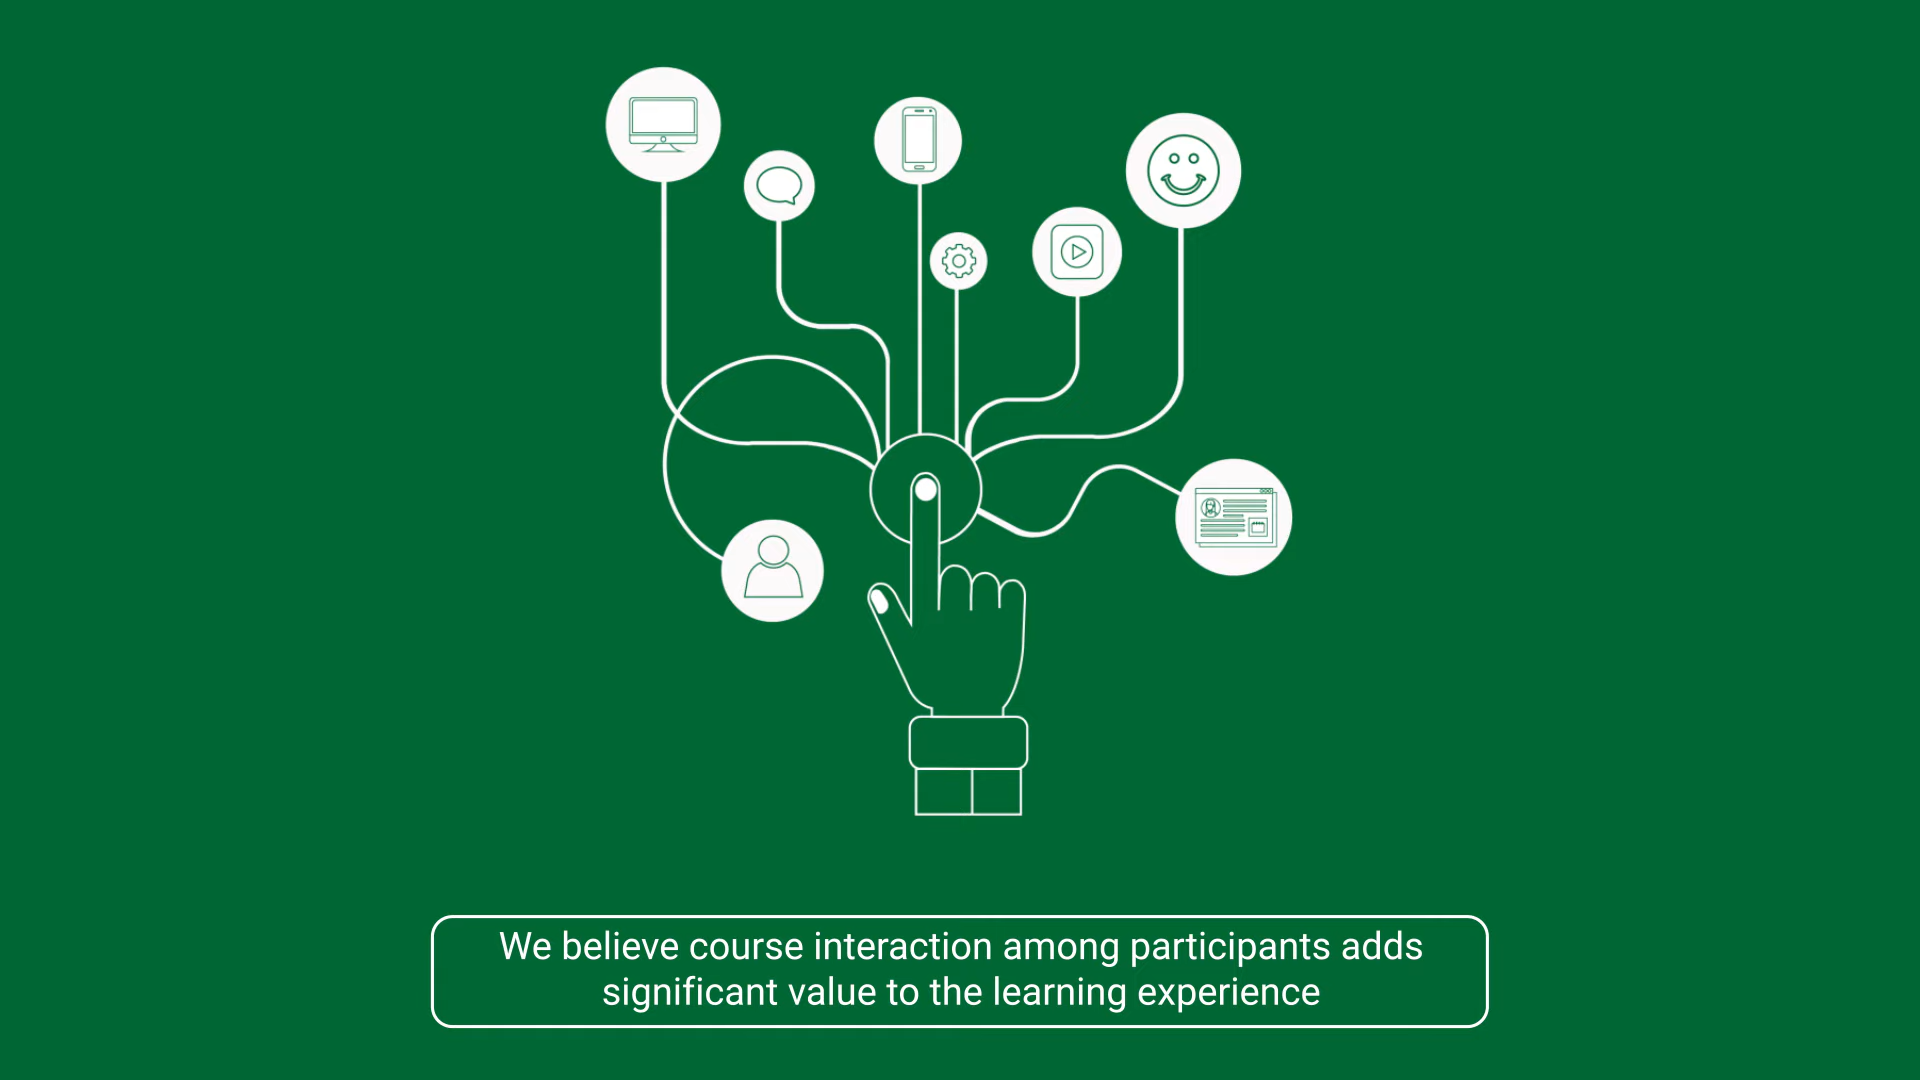 We believe course interaction among participants adds
significant value to the learning experience